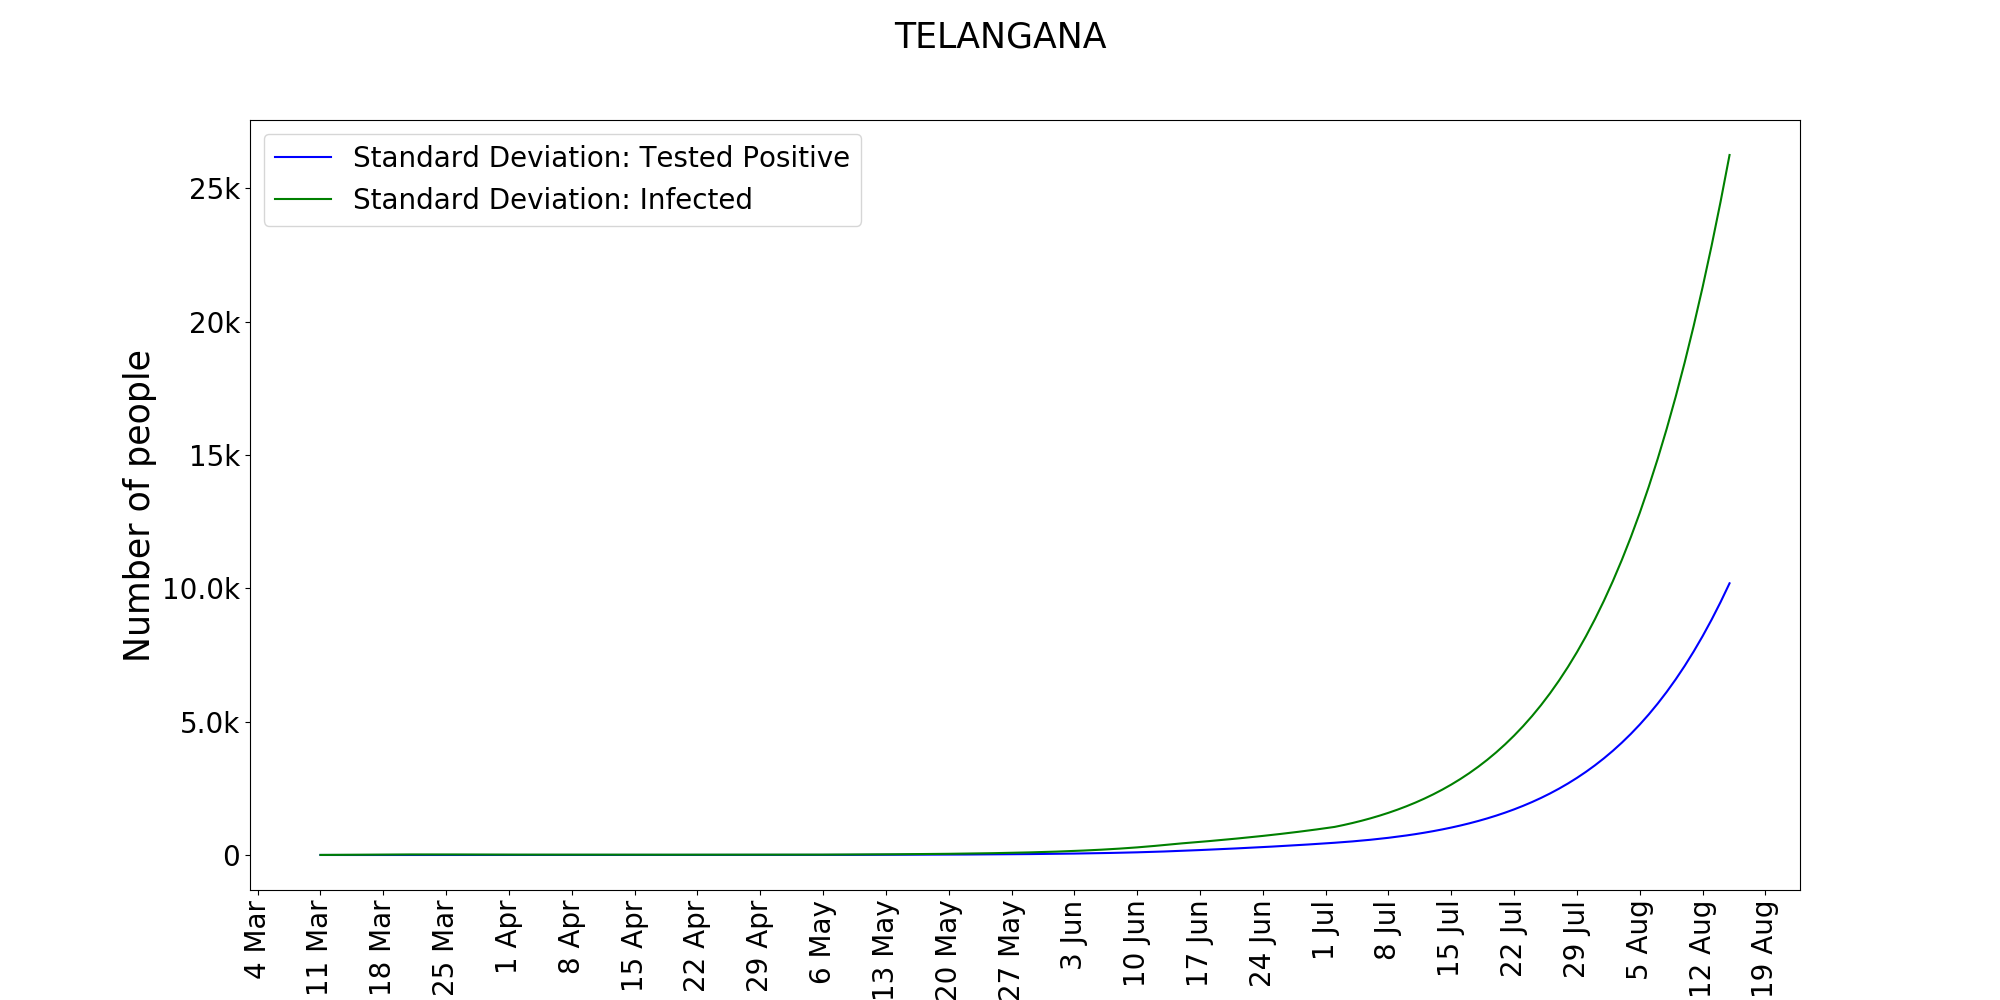 TELANGANA
Standard Deviation: Tested Positive
Standard Deviation: Infected
Number of people
25k
20k
15k
10.0k
5.0k
0
4 Mar
11 Mar
18 Mar
25 Mar
1 Apr
8 Apr
15 Apr
22 Apr
29 Apr
6 May
13 May
20 May
27 May
3 Jun
10 Jun
17 Jun
24 Jun
1 Jul
8 Jul
15 Jul
22 Jul
29 Jul
5 Aug
12 Aug
19 Aug